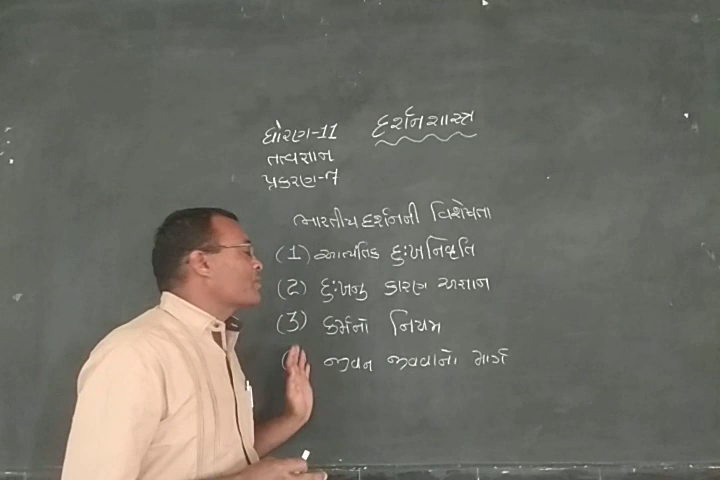 ધોરણ-11 દર્શનશાસ્ત્ર
તત્વજ્ઞાન
પ્રકરણ-7
ભારતીય દર્શનની વિશેષતા
(1) આત્યંતિક દુઃખનિવૃતિ
(2) દુઃખનુ કારણ અજ્ઞાન
(3) કર્મનો નિયમ
જીવન જીવવાનો માર્ગ